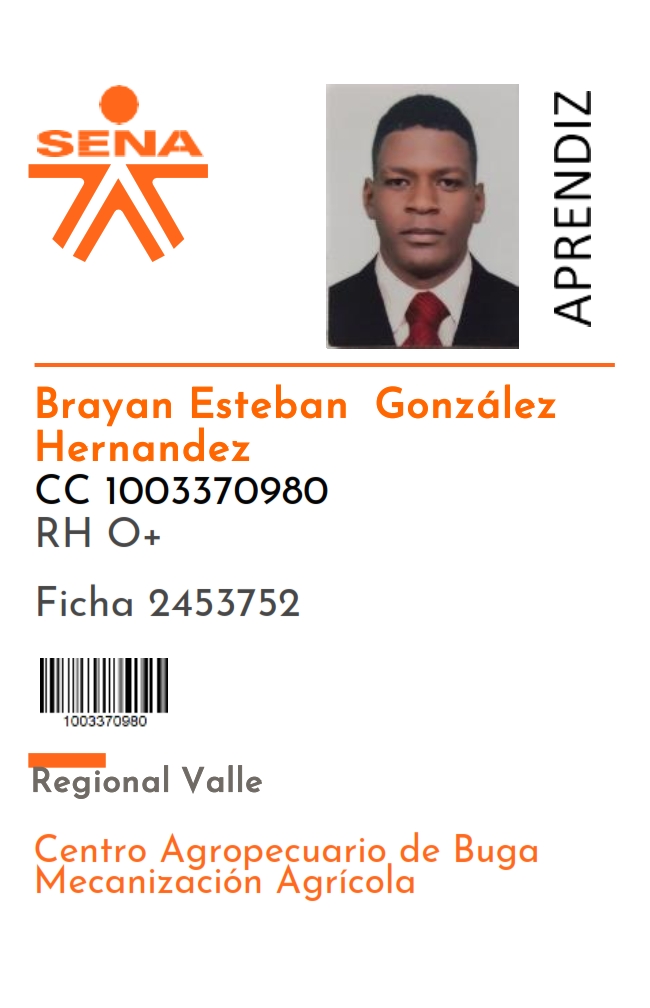 SENA
APRENDIZ
Brayan Esteban González
Hernandez
CC 1003370980
RH O+
Ficha 2453752
1003370980
Regional Valle
Centro Agropecuario de Buga
Mecanización Agrícola